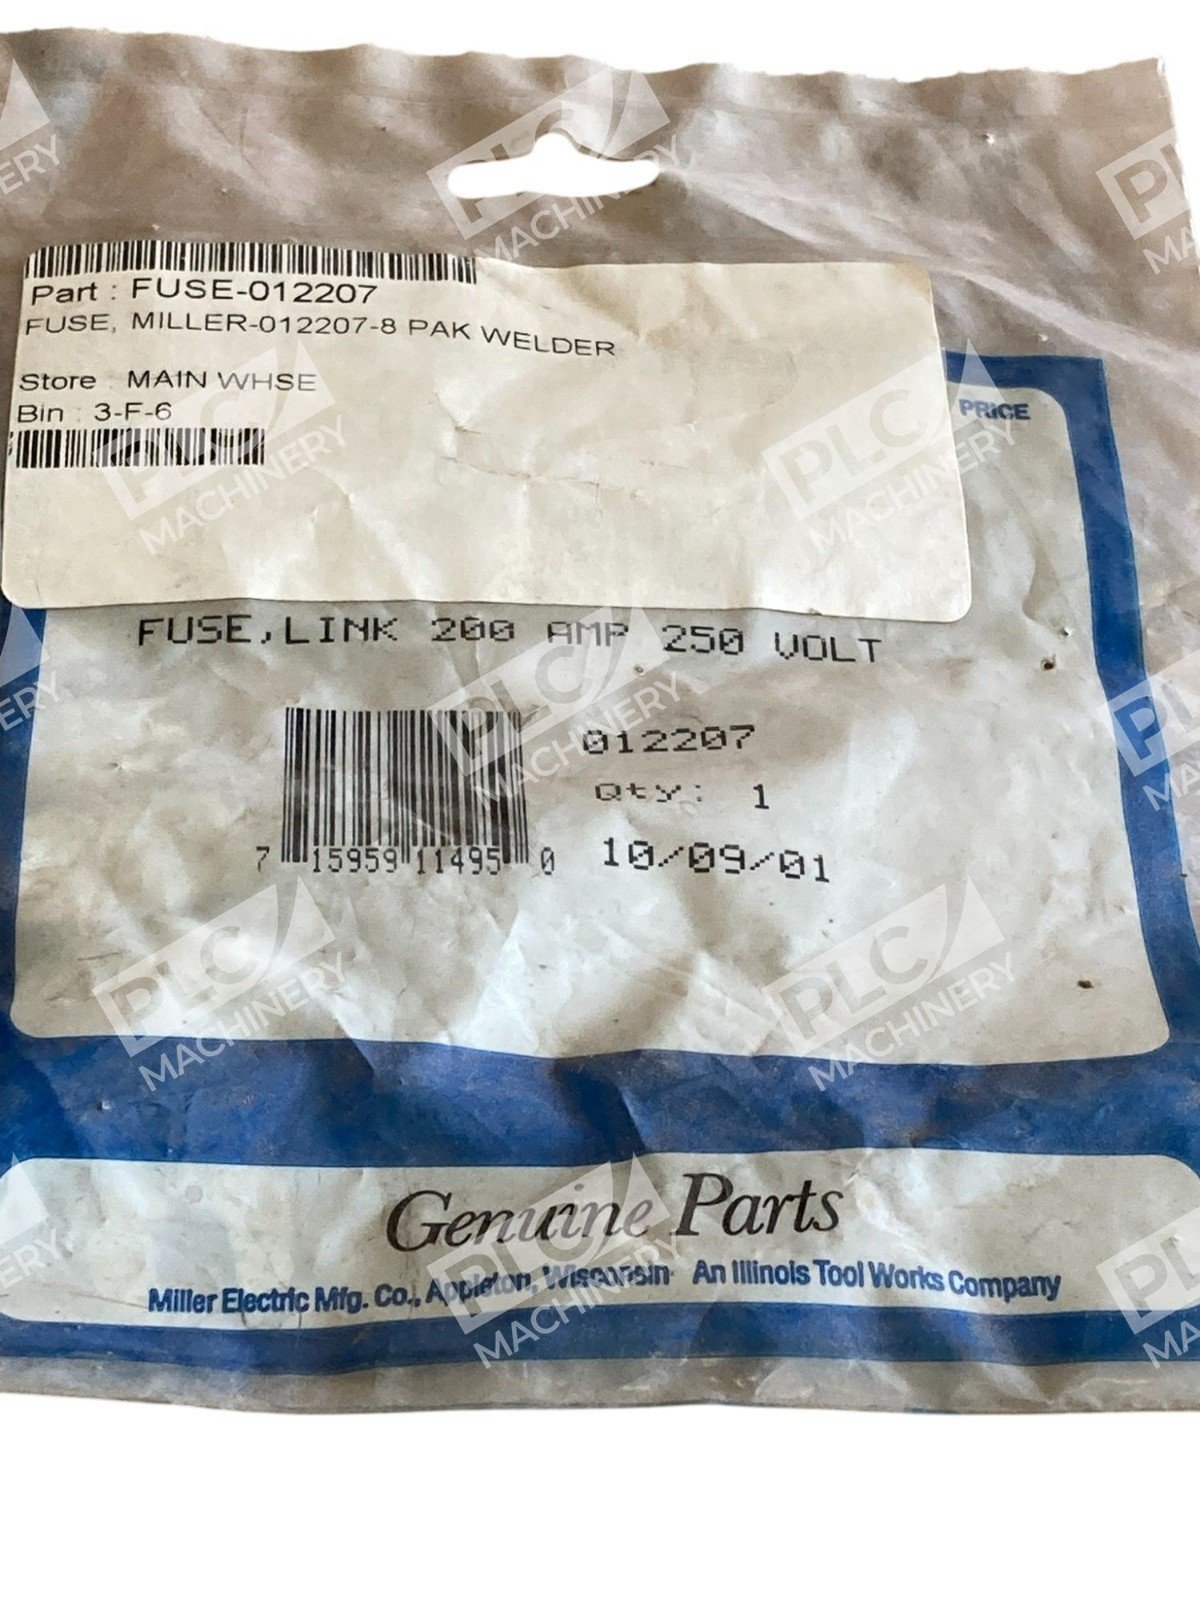 Part : FUSE-012207
FUSE, MILLER-012207-8 PAK WELDER
Store : MAIN WHSE
Bin : 3-F-6
PRICE
FUSE,LINK 200 AMP 250 VOLT
012207
Qty: 1
7 15959 11495 0
10/09/01
Genuine Parts
Miller Electric Mfg. Co., Appleton, Wisconsin An Illinois Tool Works Company
PLC MACHINERY